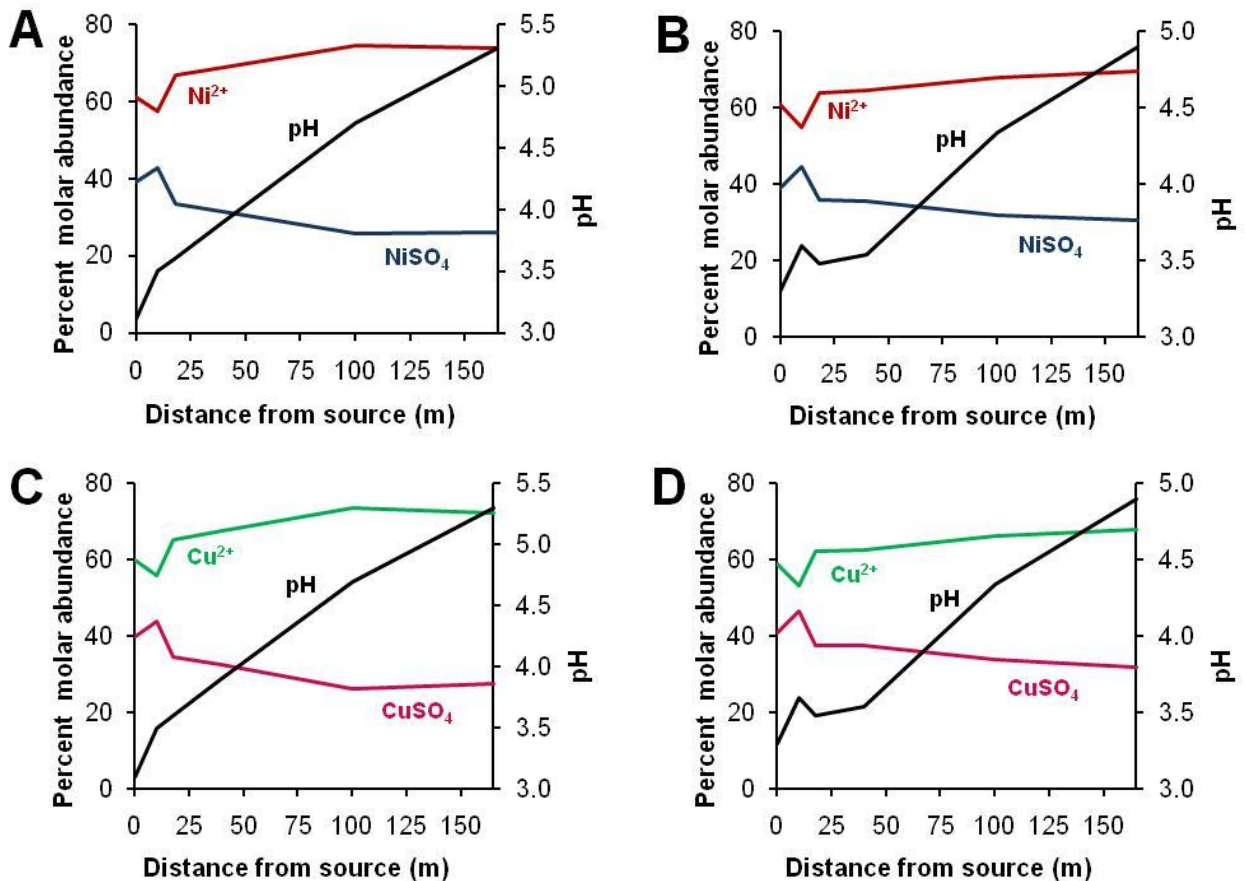 A
Percent molar abundance
80
60
40
20
0
5.5
5.0
4.5
4.0
3.5
3.0
pH
Ni²⁺
pH
NiSO₄
0 25 50 75 100 125 150
Distance from source (m)
B
Percent molar abundance
80
60
40
20
0
5.0
4.5
4.0
3.5
3.0
pH
Ni²⁺
pH
NiSO₄
0 25 50 75 100 125 150
Distance from source (m)
C
Percent molar abundance
80
60
40
20
0
5.5
5.0
4.5
4.0
3.5
3.0
pH
Cu²⁺
pH
CuSO₄
0 25 50 75 100 125 150
Distance from source (m)
D
Percent molar abundance
80
60
40
20
0
5.0
4.5
4.0
3.5
3.0
pH
Cu²⁺
pH
CuSO₄
0 25 50 75 100 125 150
Distance from source (m)